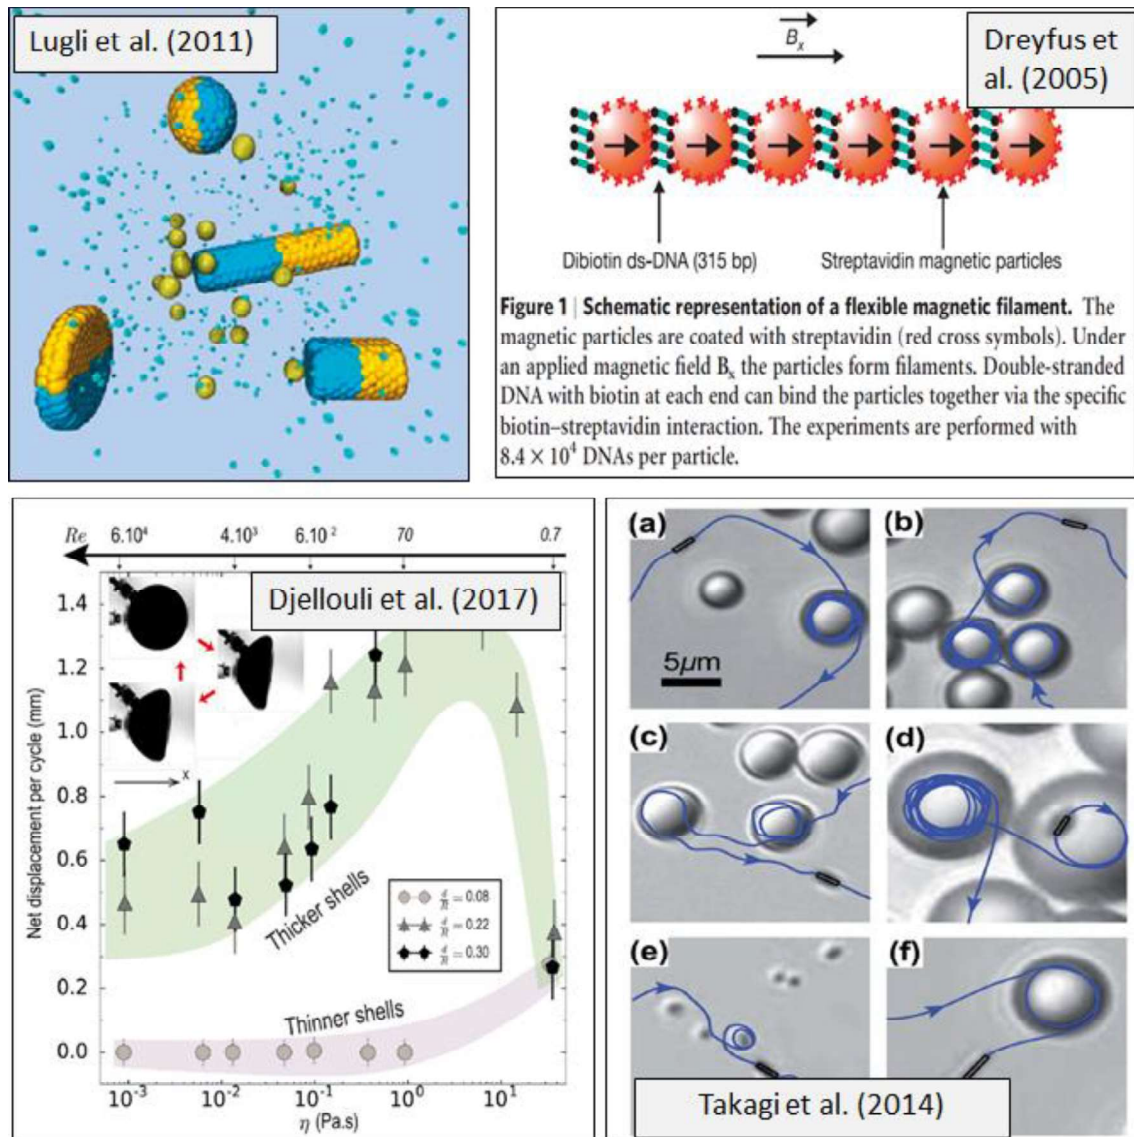 Lugli et al. (2011)
B_x
Dreyfus et
al. (2005)
Dibiotin ds-DNA (315 bp)
Streptavidin magnetic particles
Figure 1 | Schematic representation of a flexible magnetic filament. The
magnetic particles are coated with streptavidin (red cross symbols). Under
an applied magnetic field Bₓ the particles form filaments. Double-stranded
DNA with biotin at each end can bind the particles together via the specific
biotin–streptavidin interaction. The experiments are performed with
8.4 × 10⁴ DNAs per particle.
Re 6.10⁴ 4.10³ 6.10² 70 0.7
Djellouli et al. (2017)
1.4
1.2
1.0
0.8
0.6
0.4
0.2
0.0
Net displacement per cycle (mm)
x
Thicker shells
d/R = 0.08
d/R = 0.22
d/R = 0.30
Thinner shells
10⁻³ 10⁻² 10⁻¹ 10⁰ 10¹
η (Pa.s)
(a)
5μm
(b)
(c)
(d)
(e)
(f)
Takagi et al. (2014)